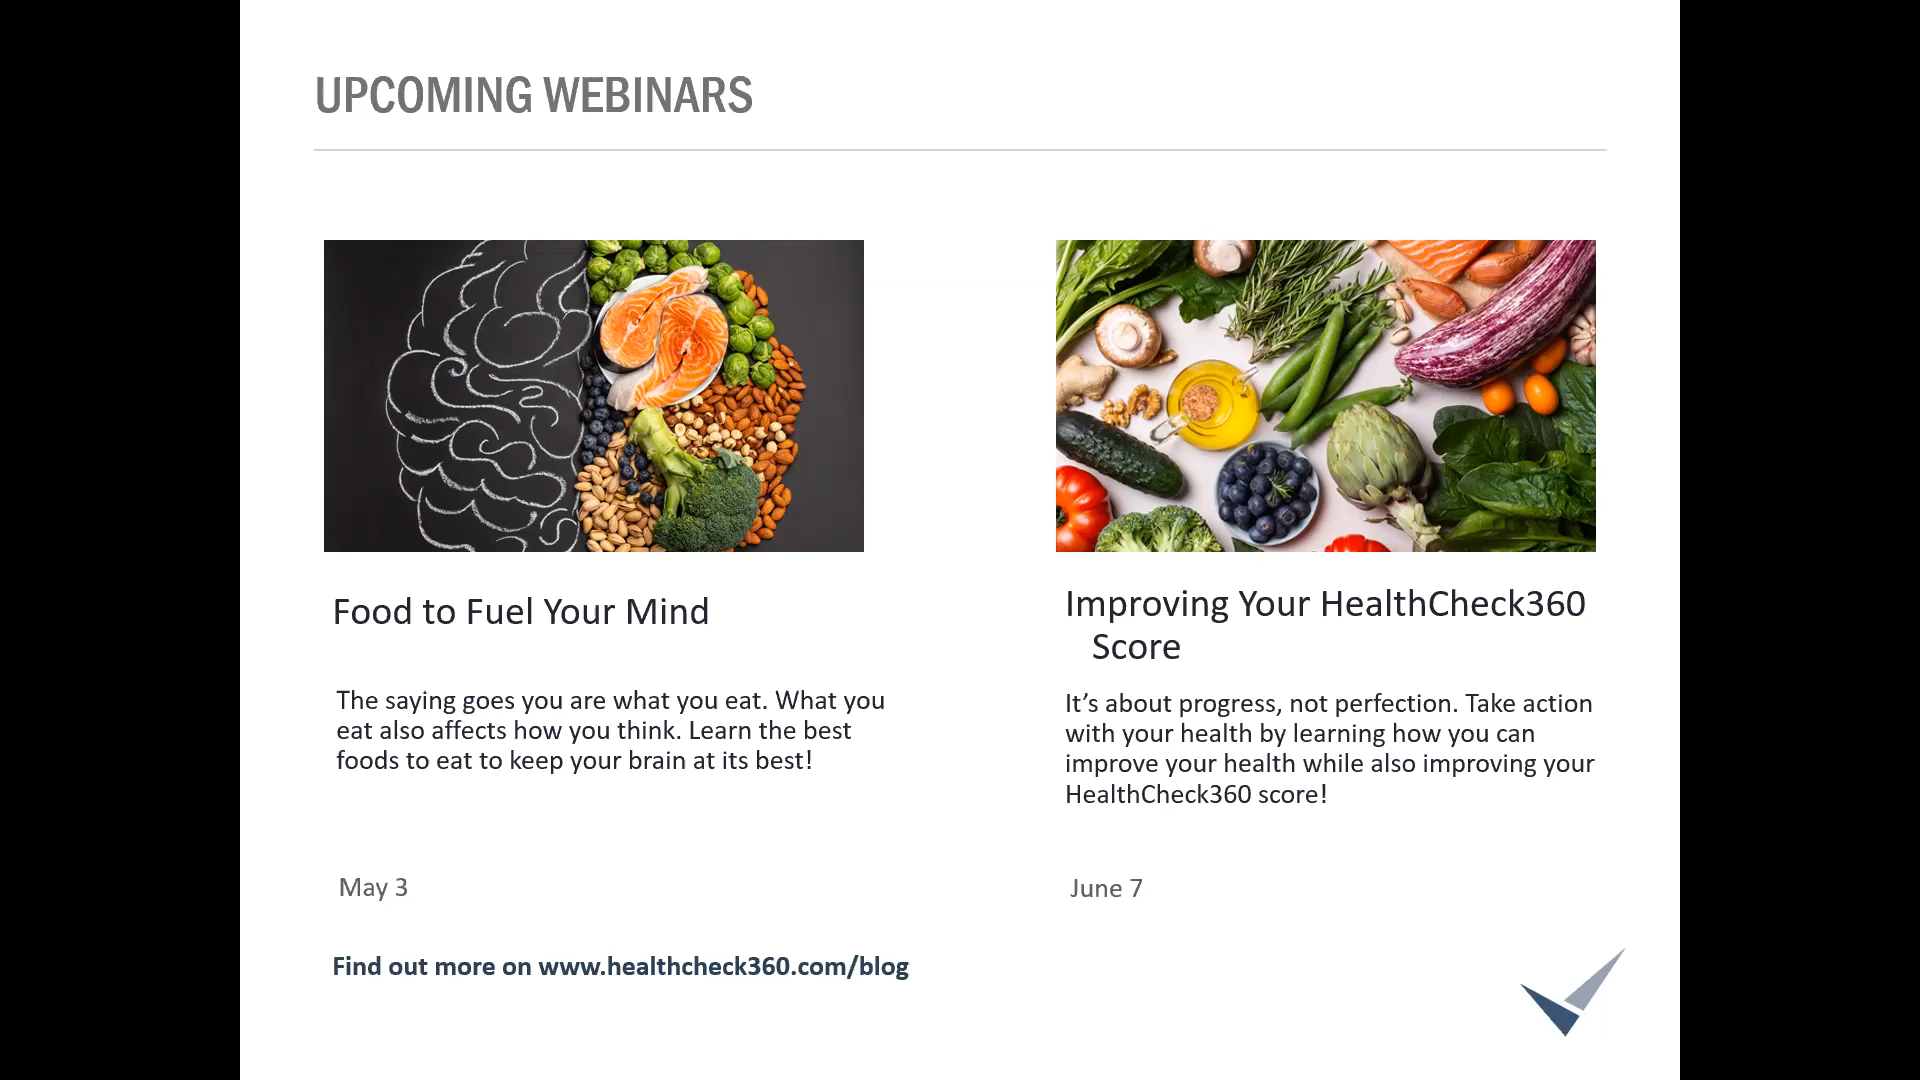 UPCOMING WEBINARS
Food to Fuel Your Mind
The saying goes you are what you eat. What you
eat also affects how you think. Learn the best
foods to eat to keep your brain at its best!
May 3
Improving Your HealthCheck360
Score
It’s about progress, not perfection. Take action
with your health by learning how you can
improve your health while also improving your
HealthCheck360 score!
June 7
Find out more on www.healthcheck360.com/blog